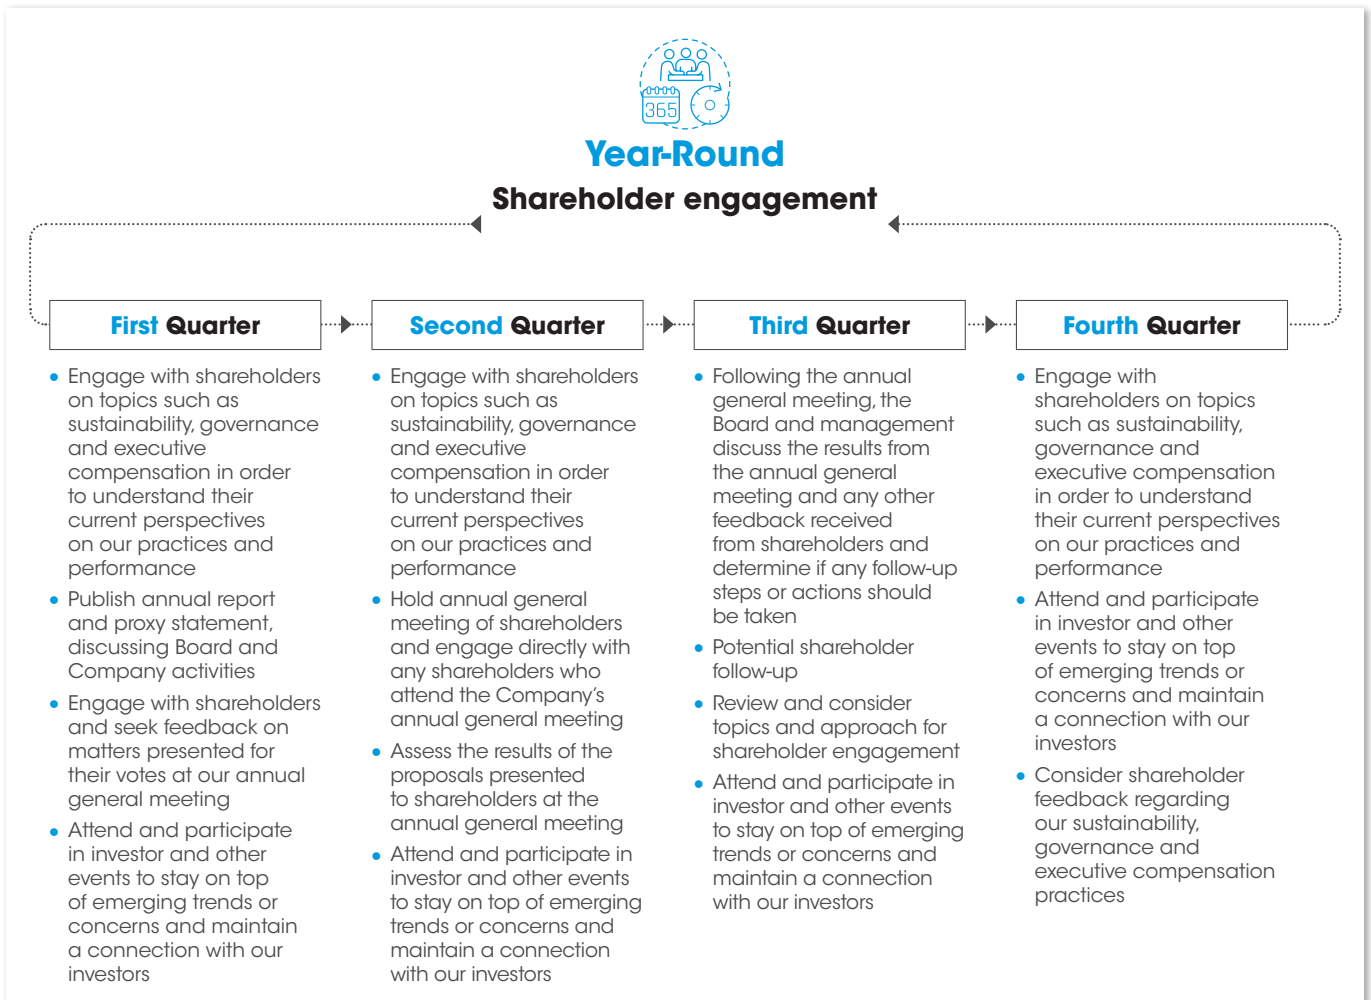 365
Year-Round
Shareholder engagement
First Quarter
• Engage with shareholders
on topics such as
sustainability, governance
and executive
compensation in order
to understand their
current perspectives
on our practices and
performance
• Publish annual report
and proxy statement,
discussing Board and
Company activities
• Engage with shareholders
and seek feedback on
matters presented for
their votes at our annual
general meeting
• Attend and participate
in investor and other
events to stay on top
of emerging trends or
concerns and maintain
a connection with our
investors
Second Quarter
• Engage with shareholders
on topics such as
sustainability, governance
and executive
compensation in order
to understand their
current perspectives
on our practices and
performance
• Hold annual general
meeting of shareholders
and engage directly with
any shareholders who
attend the Company's
annual general meeting
• Assess the results of the
proposals presented
to shareholders at the
annual general meeting
• Attend and participate in
investor and other events
to stay on top of emerging
trends or concerns and
maintain a connection
with our investors
Third Quarter
• Following the annual
general meeting, the
Board and management
discuss the results from
the annual general
meeting and any other
feedback received
from shareholders and
determine if any follow-up
steps or actions should
be taken
• Potential shareholder
follow-up
• Review and consider
topics and approach for
shareholder engagement
• Attend and participate in
investor and other events
to stay on top of emerging
trends or concerns and
maintain a connection
with our investors
Fourth Quarter
• Engage with
shareholders on topics
such as sustainability,
governance and
executive compensation
in order to understand
their current perspectives
on our practices and
performance
• Attend and participate
in investor and other
events to stay on top
of emerging trends or
concerns and maintain
a connection with our
investors
• Consider shareholder
feedback regarding
our sustainability,
governance and
executive compensation
practices